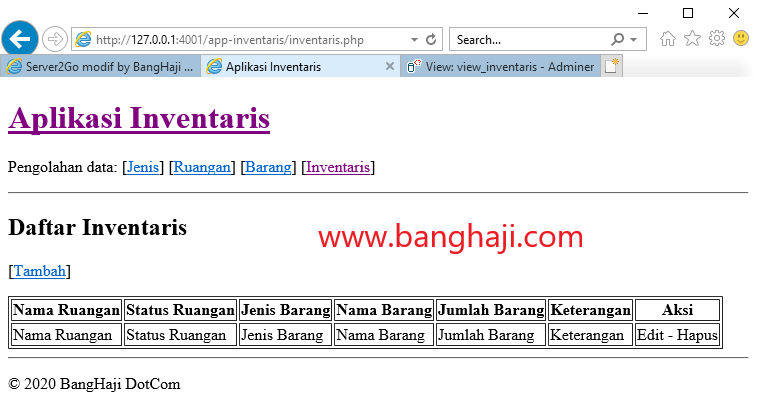 http://127.0.0.1:4001/app-inventaris/inventaris.php Search...
Server2Go modif by BangHaji ... Aplikasi Inventaris View: view_inventaris - Adminer
Aplikasi Inventaris
Pengolahan data: [Jenis] [Ruangan] [Barang] [Inventaris]
Daftar Inventaris
www.banghaji.com
[Tambah]
Nama Ruangan Status Ruangan Jenis Barang Nama Barang Jumlah Barang Keterangan Aksi
Nama Ruangan Status Ruangan Jenis Barang Nama Barang Jumlah Barang Keterangan Edit - Hapus
© 2020 BangHaji DotCom